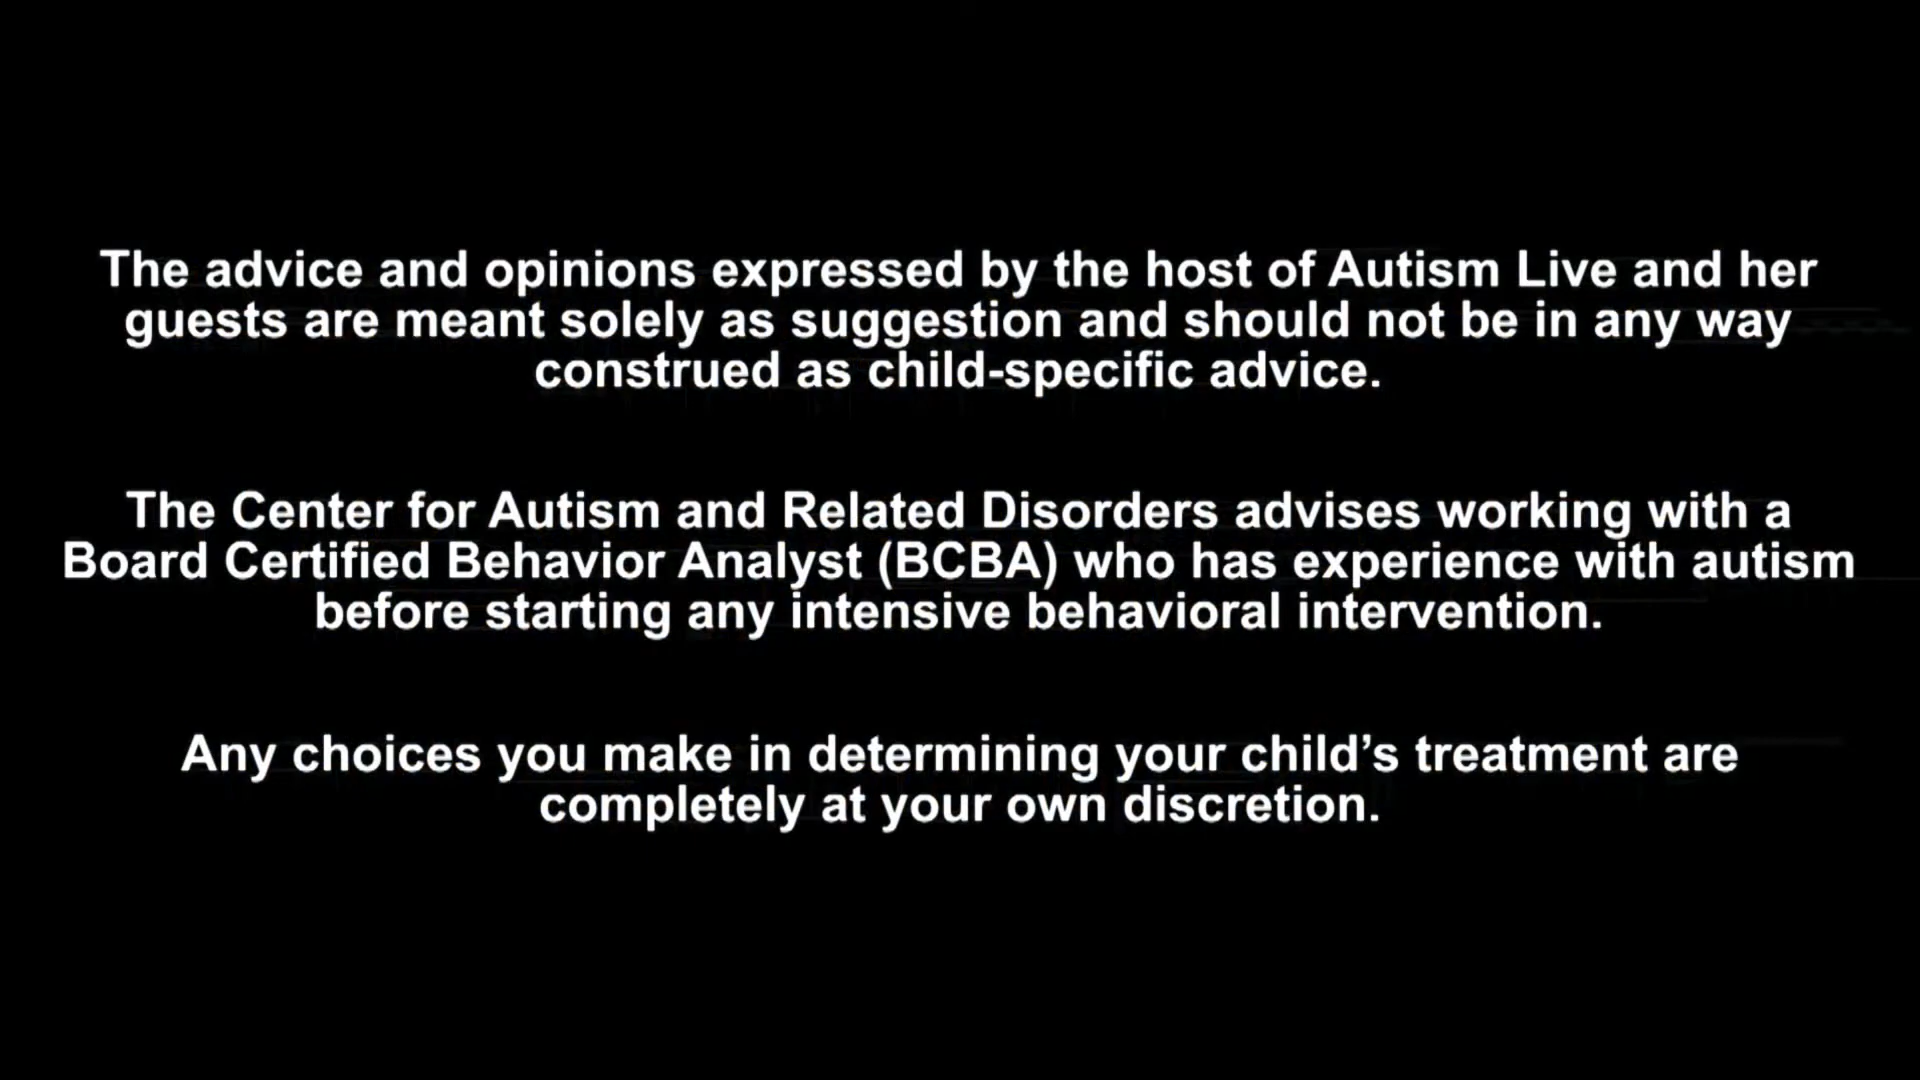 The advice and opinions expressed by the host of Autism Live and her
guests are meant solely as suggestion and should not be in any way
construed as child-specific advice.
The Center for Autism and Related Disorders advises working with a
Board Certified Behavior Analyst (BCBA) who has experience with autism
before starting any intensive behavioral intervention.
Any choices you make in determining your child’s treatment are
completely at your own discretion.